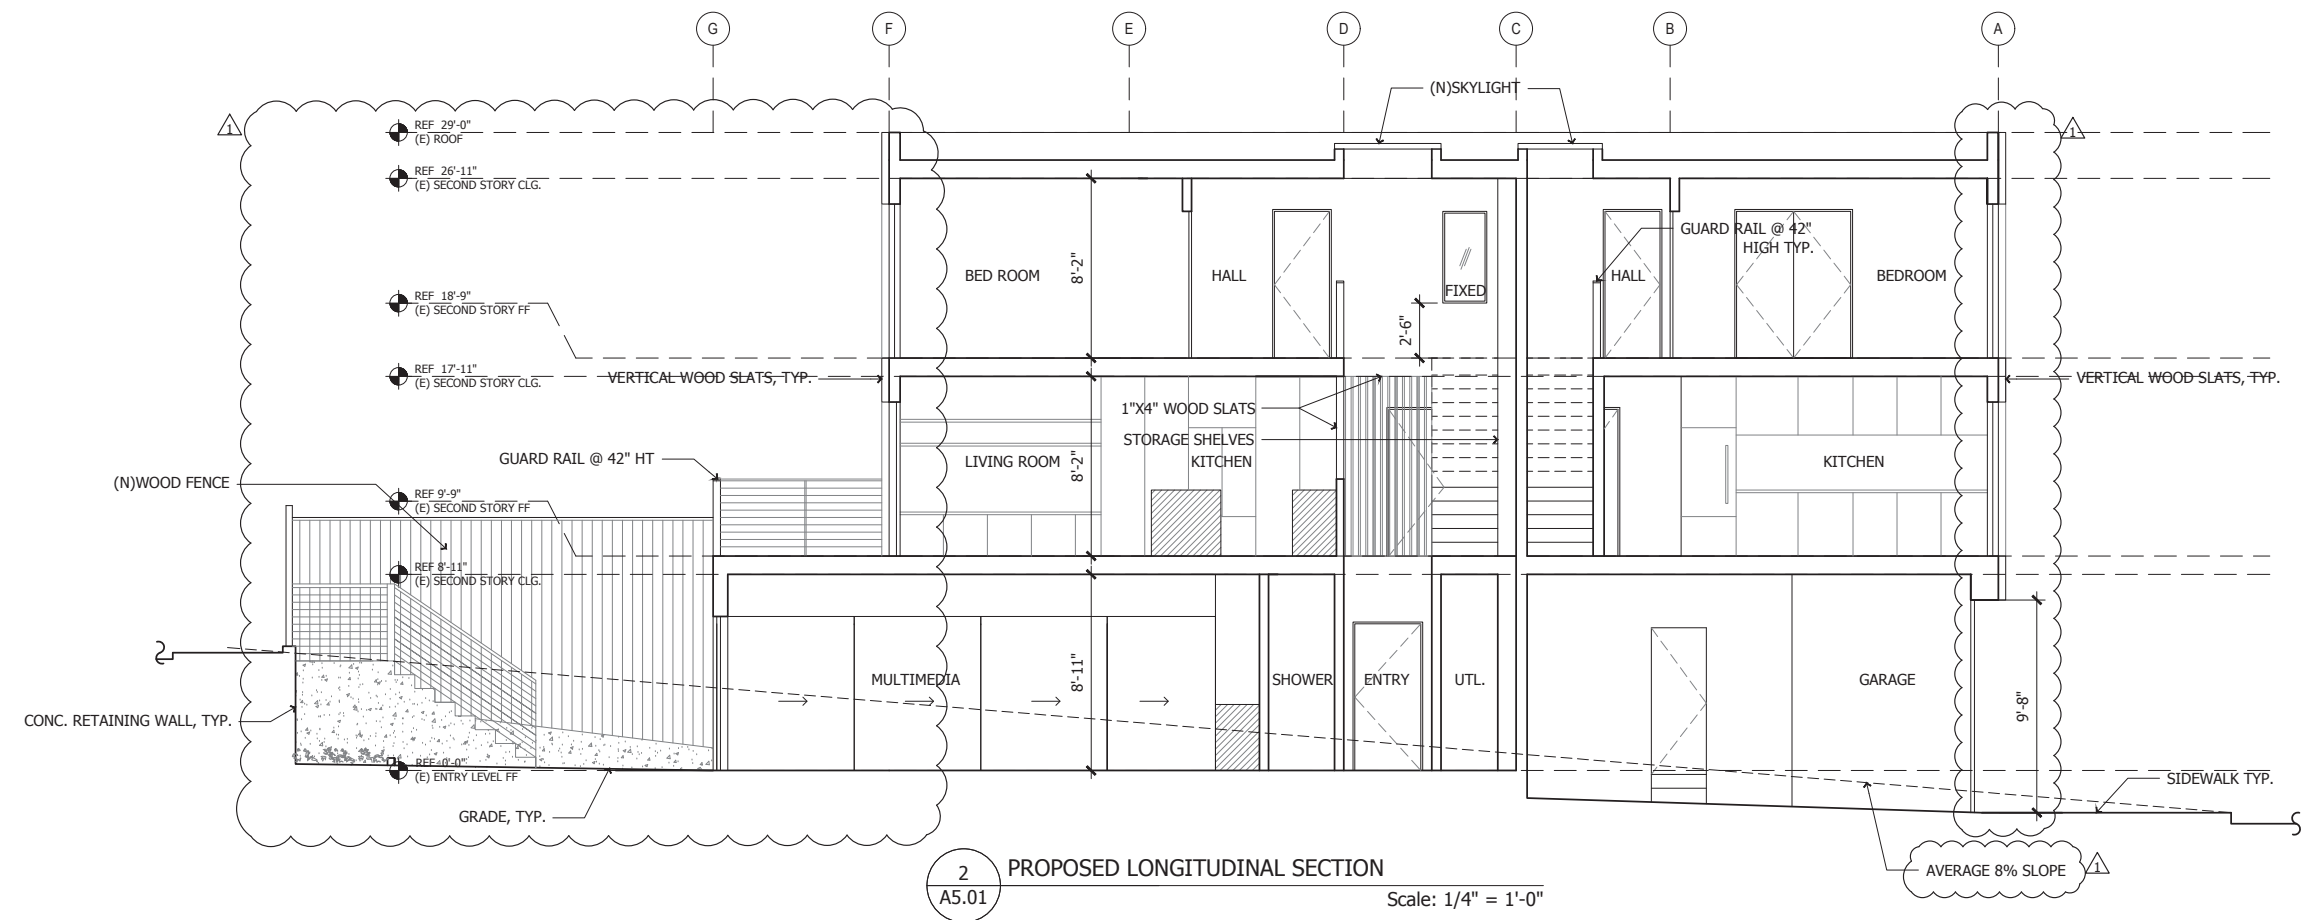 G
F
E
D
C
B
A
(N)SKYLIGHT
1
1
REF 29'-0"
(E) ROOF
REF 26'-11"
(E) SECOND STORY CLG.
GUARD RAIL @ 42"
HIGH TYP.
BED ROOM
8'-2"
HALL
FIXED
HALL
BEDROOM
REF 18'-9"
(E) SECOND STORY FF
2'-6"
REF 17'-11"
(E) SECOND STORY CLG.
VERTICAL WOOD SLATS, TYP.
VERTICAL WOOD SLATS, TYP.
1"X4" WOOD SLATS
STORAGE SHELVES
GUARD RAIL @ 42" HT
LIVING ROOM
8'-2"
KITCHEN
KITCHEN
(N)WOOD FENCE
REF 9'-9"
(E) SECOND STORY FF
REF 8'-11"
(E) SECOND STORY CLG.
MULTIMEDIA
8'-11"
SHOWER
ENTRY
UTL.
GARAGE
9'-8"
CONC. RETAINING WALL, TYP.
REF 0'-0"
(E) ENTRY LEVEL FF
SIDEWALK TYP.
GRADE, TYP.
2
A5.01
PROPOSED LONGITUDINAL SECTION
Scale: 1/4" = 1'-0"
AVERAGE 8% SLOPE
1